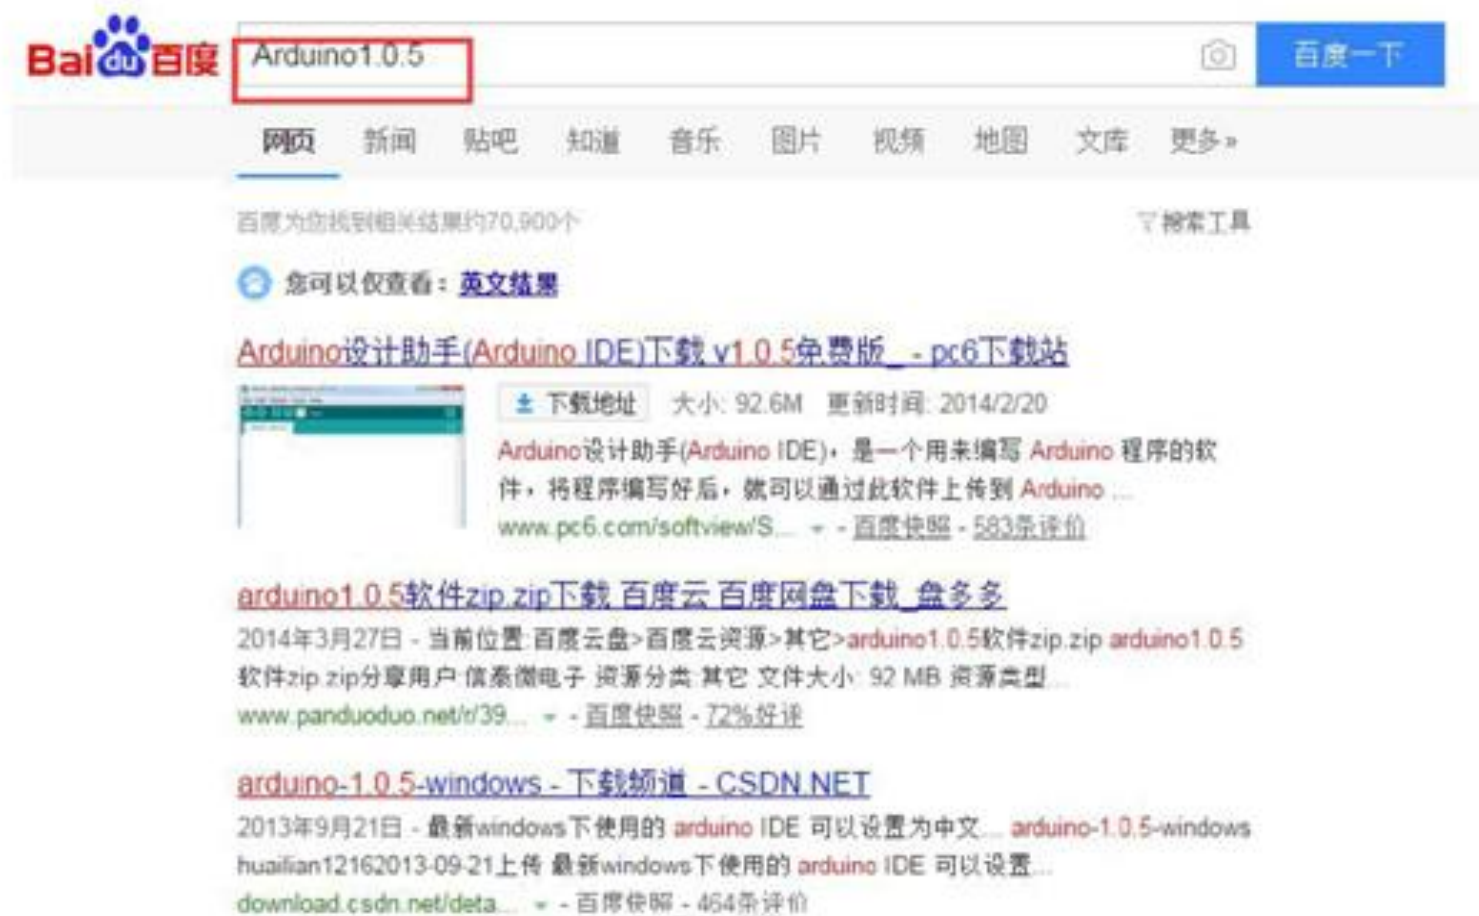 Bai du 百度 Arduino1.0.5 百度一下
网页 新闻 贴吧 知道 音乐 图片 视频 地图 文库 更多»
百度为您找到相关结果约70,900个 搜索工具
您可以仅查看：英文结果
Arduino设计助手(Arduino IDE)下载 v1.0.5免费版_ - pc6下载站
下载地址 大小: 92.6M 更新时间: 2014/2/20
Arduino设计助手(Arduino IDE)，是一个用来编写 Arduino 程序的软
件，将程序编写好后，就可以通过此软件上传到 Arduino ...
www.pc6.com/softview/S... - 百度快照 - 583条评价
arduino1.0.5软件zip.zip下载 百度云 百度网盘下载_盘多多
2014年3月27日 - 当前位置:百度云盘>百度云资源>其它>arduino1.0.5软件zip.zip arduino1.0.5
软件zip.zip分享用户:信泰微电子 资源分类:其它 文件大小: 92 MB 资源类型...
www.panduoduo.net/r/39... - 百度快照 - 72%好评
arduino-1.0.5-windows - 下载频道 - CSDN.NET
2013年9月21日 - 最新windows下使用的 arduino IDE 可以设置为中文... arduino-1.0.5-windows
huailian12162013-09-21上传 最新windows下使用的 arduino IDE 可以设置...
download.csdn.net/deta... - 百度快照 - 464条评价